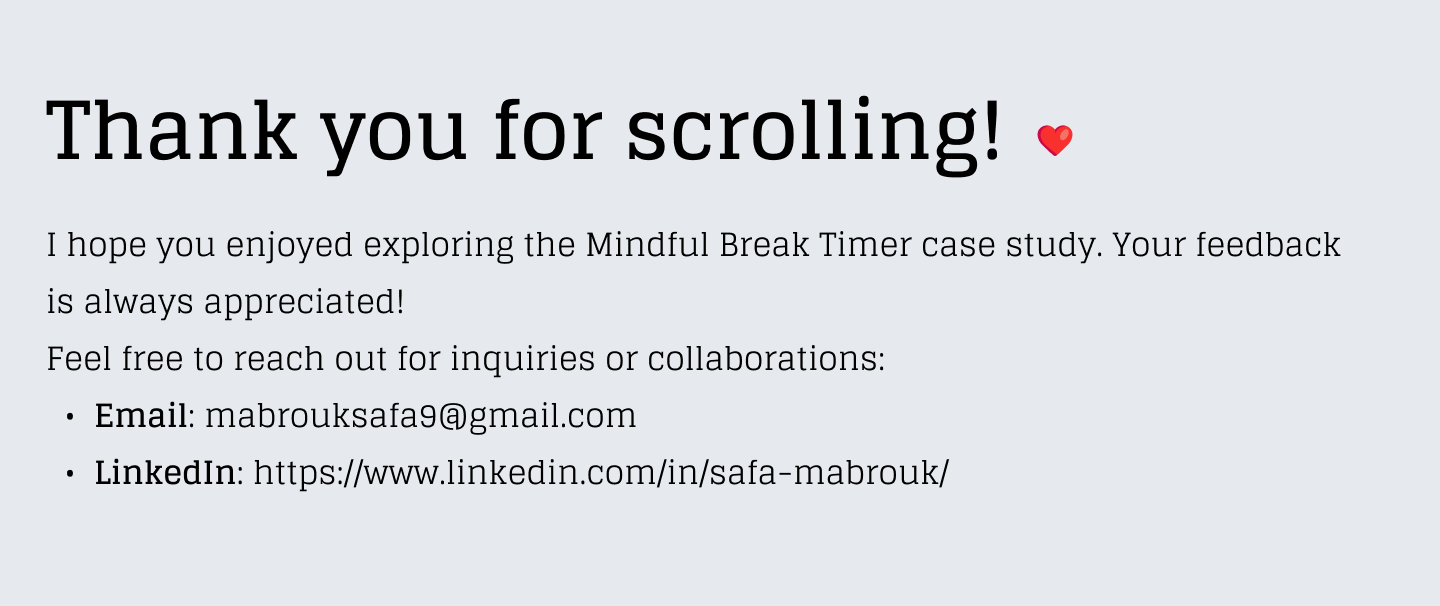 Thank you for scrolling! ❤️
I hope you enjoyed exploring the Mindful Break Timer case study. Your feedback
is always appreciated!
Feel free to reach out for inquiries or collaborations:
• Email: mabrouksafa9@gmail.com
• LinkedIn: https://www.linkedin.com/in/safa-mabrouk/